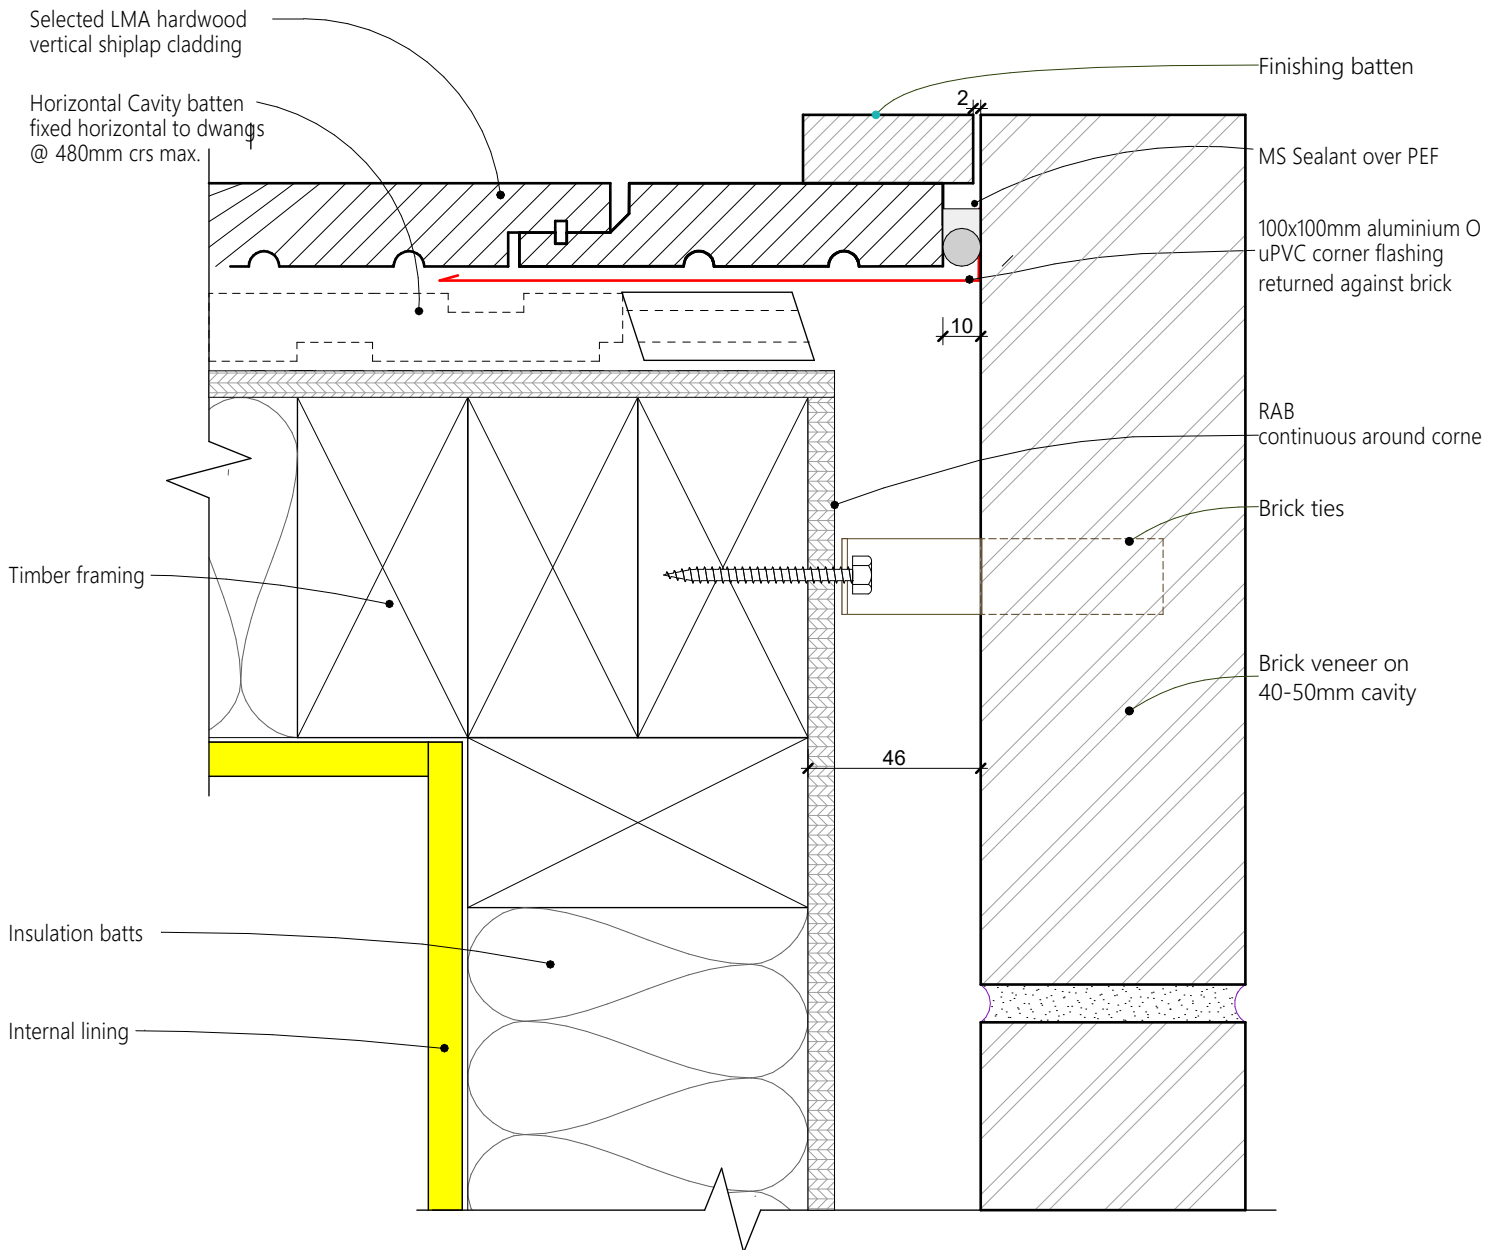 Selected LMA hardwood
vertical shiplap cladding
Horizontal Cavity batten
fixed horizontal to dwangs
@ 480mm crs max.
Timber framing
Insulation batts
Internal lining
2
10
46
Finishing batten
MS Sealant over PEF
100x100mm aluminium O
uPVC corner flashing
returned against brick
RAB
continuous around corne
Brick ties
Brick veneer on
40-50mm cavity